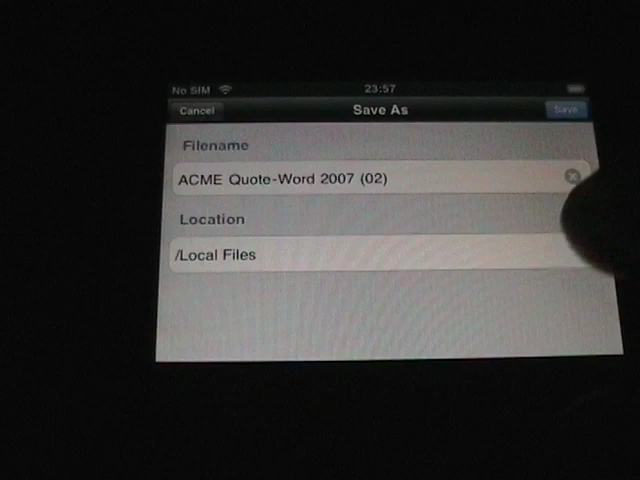 No SIM 23:57
Cancel Save As Save
Filename
ACME Quote-Word 2007 (02)
Location
/Local Files